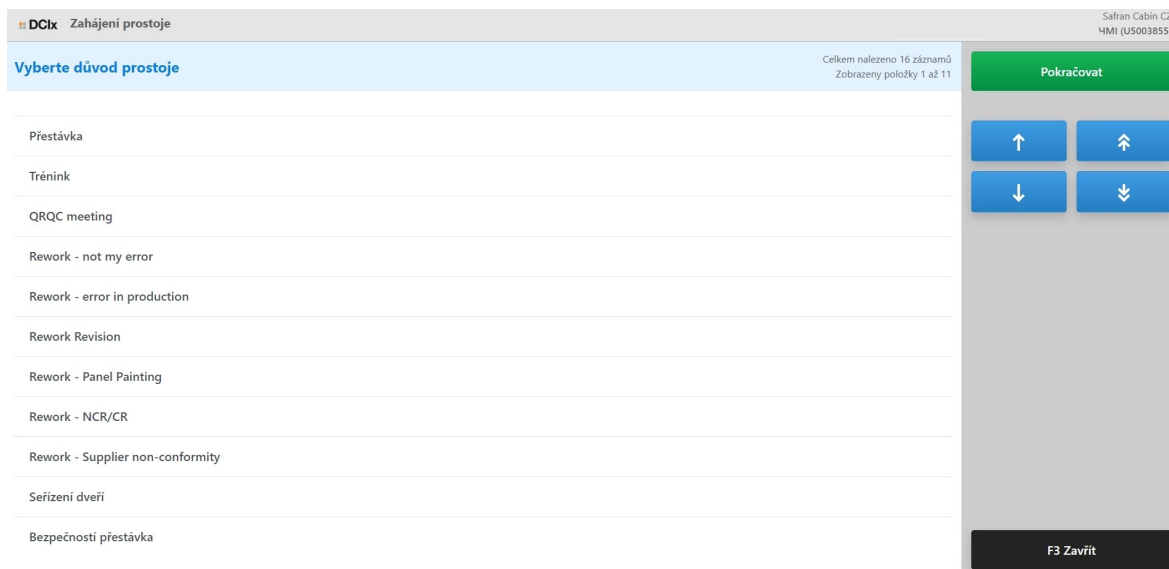 DCIx Zahájení prostoje
Safran Cabin CZ
ЧMI (U5003855
Vyberte důvod prostoje
Celkem nalezeno 16 záznamů
Zobrazeny položky 1 až 11
Pokračovat
Přestávka
Trénink
QRQC meeting
Rework - not my error
Rework - error in production
Rework Revision
Rework - Panel Painting
Rework - NCR/CR
Rework - Supplier non-conformity
Seřízení dveří
Bezpečností přestávka
F3 Zavřít